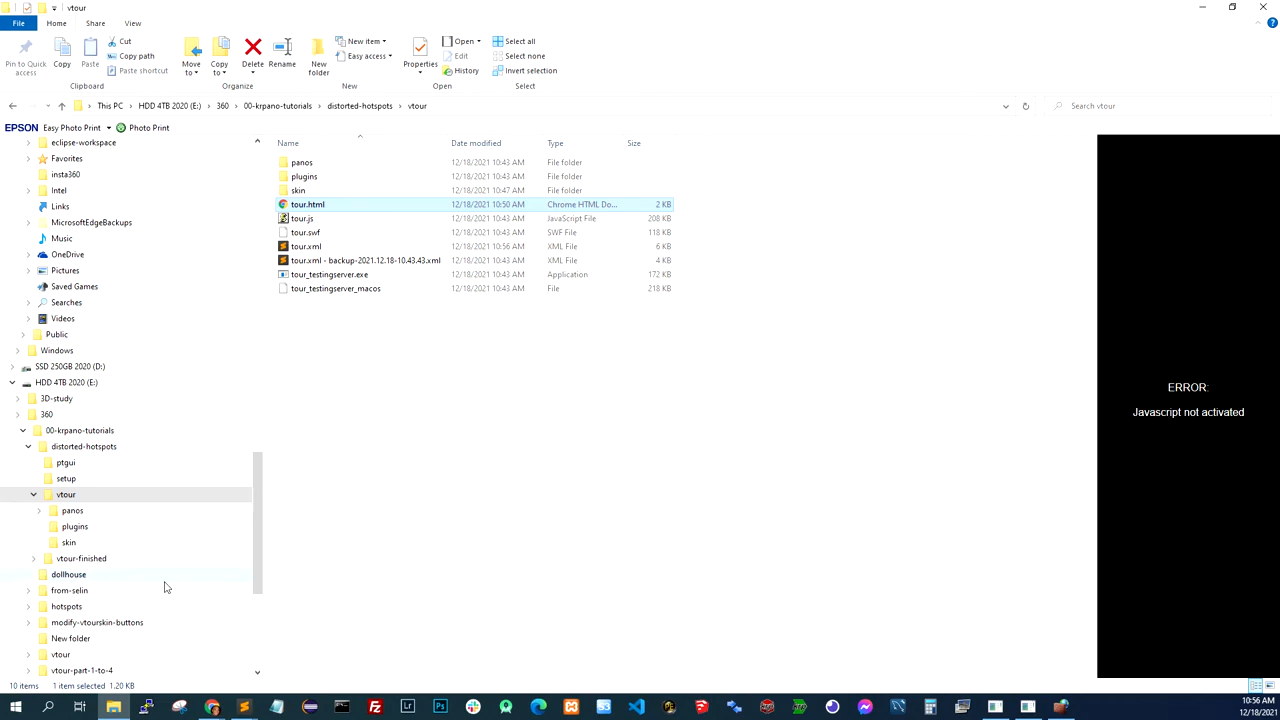 vtour
File Home Share View
Pin to Quick access
Copy
Paste
Cut
Copy path
Paste shortcut
Clipboard
Move to
Copy to
Delete
Rename
Organize
New folder
New item
Easy access
New
Properties
Open
Edit
History
Open
Select all
Select none
Invert selection
Select
This PC > HDD 4TB 2020 (E:) > 360 > 00-krpano-tutorials > distorted-hotspots > vtour
Search vtour
EPSON Easy Photo Print Photo Print
eclipse-workspace
Favorites
insta360
Intel
Links
MicrosoftEdgeBackups
Music
OneDrive
Pictures
Saved Games
Searches
Videos
Public
Windows
SSD 250GB 2020 (D:)
HDD 4TB 2020 (E:)
3D-study
360
00-krpano-tutorials
distorted-hotspots
ptgui
setup
vtour
panos
plugins
skin
vtour-finished
dollhouse
from-selin
hotspots
modify-vtourskin-buttons
New folder
vtour
vtour-part-1-to-4
Name Date modified Type Size
panos 12/18/2021 10:43 AM File folder
plugins 12/18/2021 10:43 AM File folder
skin 12/18/2021 10:47 AM File folder
tour.html 12/18/2021 10:50 AM Chrome HTML Do... 2 KB
tour.js 12/18/2021 10:43 AM JavaScript File 208 KB
tour.swf 12/18/2021 10:43 AM SWF File 118 KB
tour.xml 12/18/2021 10:56 AM XML File 6 KB
tour.xml - backup-2021.12.18-10.43.43.xml 12/18/2021 10:43 AM XML File 4 KB
tour_testingserver.exe 12/18/2021 10:43 AM Application 172 KB
tour_testingserver_macos 12/18/2021 10:43 AM File 218 KB
ERROR:
Javascript not activated
10 items 1 item selected 1.20 KB
10:56 AM
12/18/2021